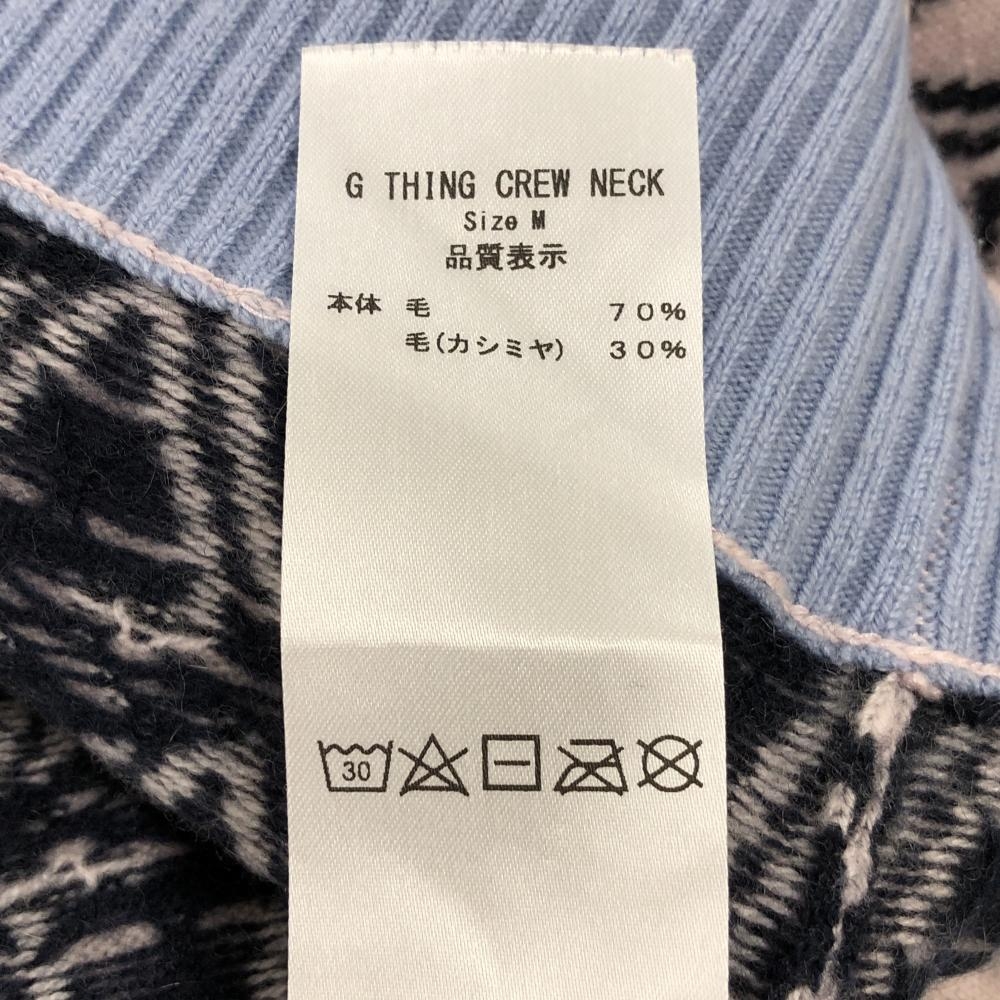 G THING CREW NECK
Size M
品質表示
本体 毛 70%
毛(カシミヤ) 30%
30